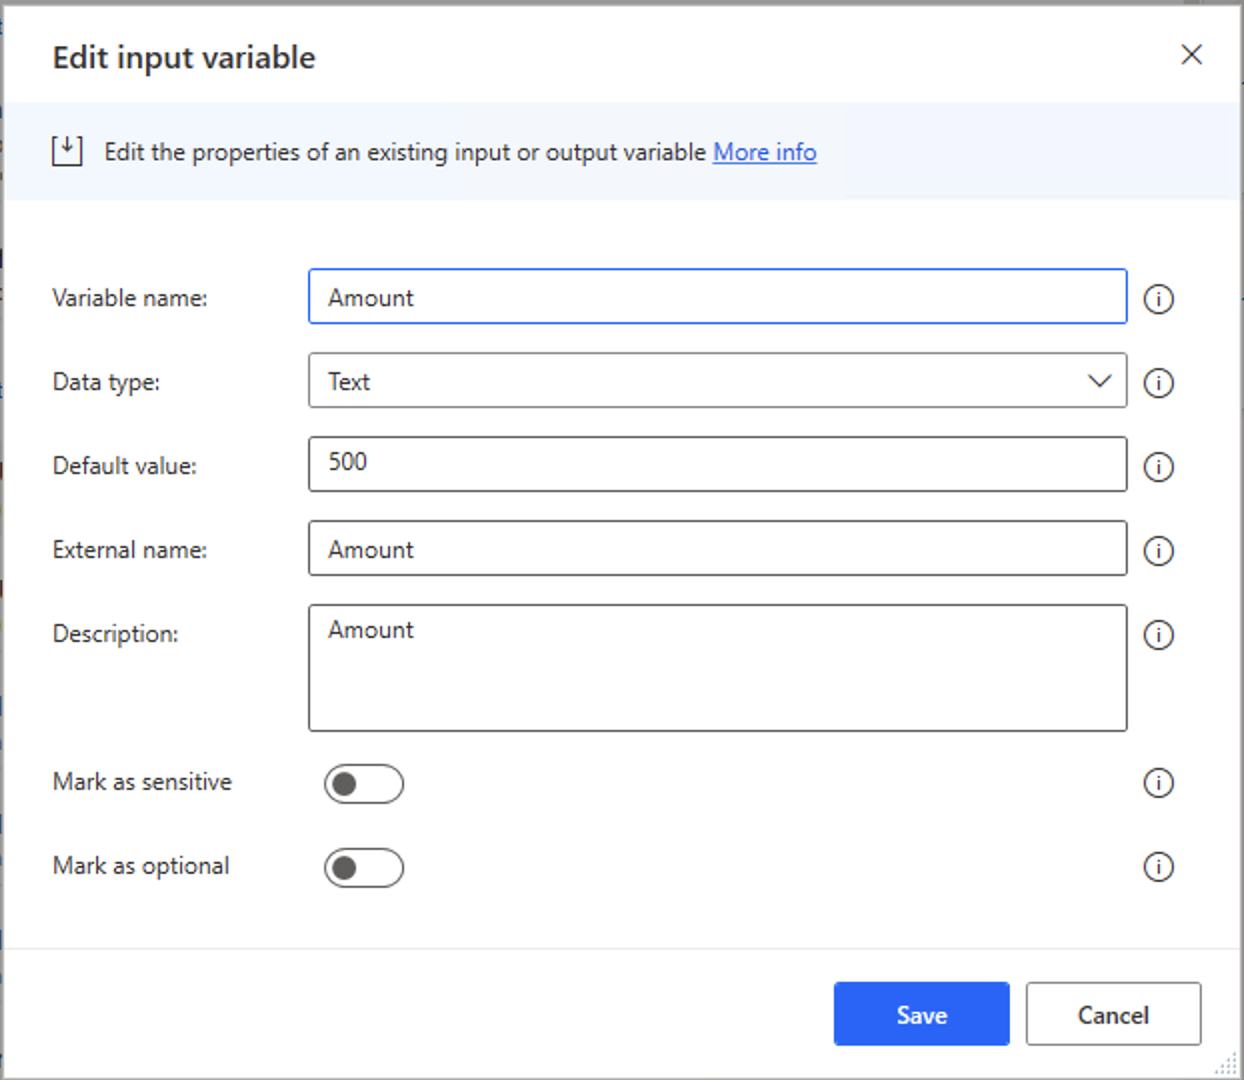 Edit input variable
Edit the properties of an existing input or output variable More info
Variable name:
Amount
Data type:
Text
Default value:
500
External name:
Amount
Description:
Amount
Mark as sensitive
Mark as optional
Save
Cancel